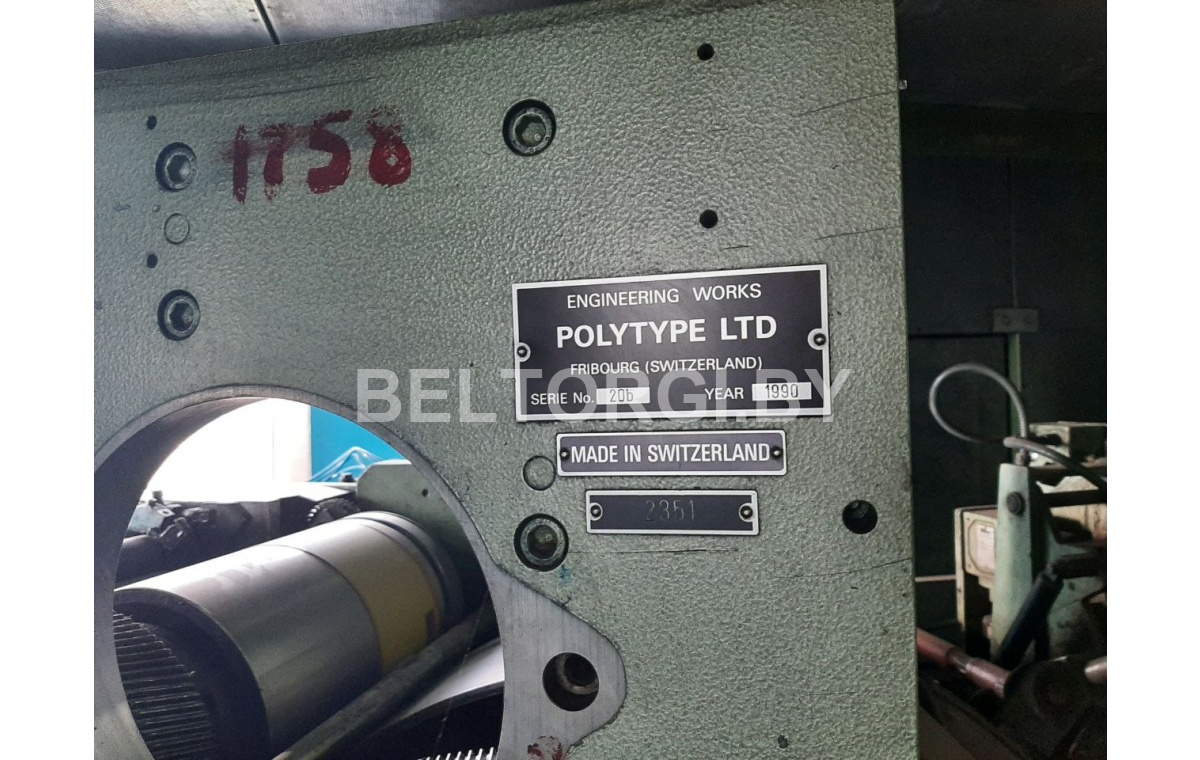 1758
ENGINEERING WORKS
POLYTYPE LTD
FRIBOURG (SWITZERLAND)
SERIE No. 206 YEAR 1990
BELTORGI.BY
MADE IN SWITZERLAND
2351